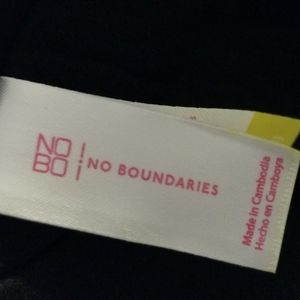 NO
BO
NO BOUNDARIES
Made in Cambodia
Hecho en Camboya